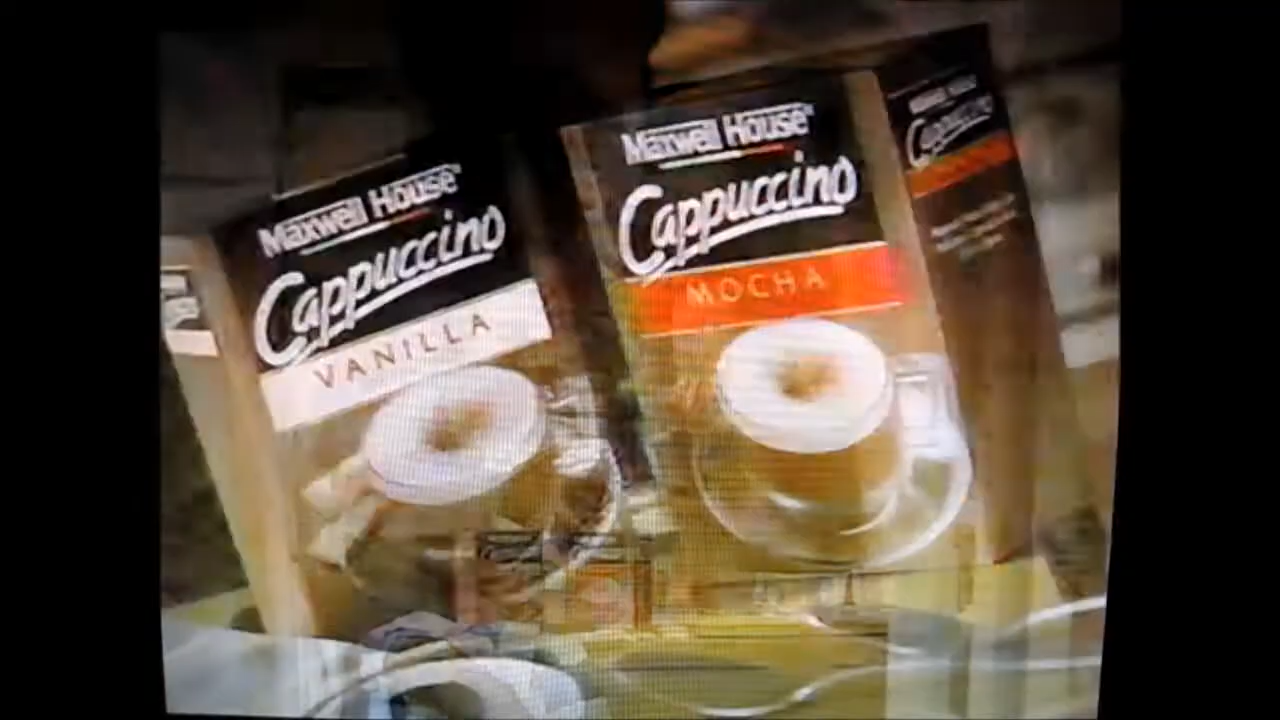 Maxwell House
Cappuccino
VANILLA
Maxwell House
Cappuccino
MOCHA
Maxwell House
Cappuccino